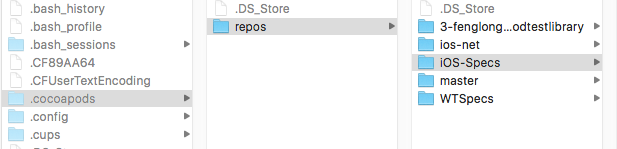 .bash_history
.bash_profile
.bash_sessions
.CF89AA64
.CFUserTextEncoding
.cocoapods
.config
.cups
.DS_Store
.DS_Store
repos
.DS_Store
3-fenglong...odtestlibrary
ios-net
iOS-Specs
master
WTSpecs